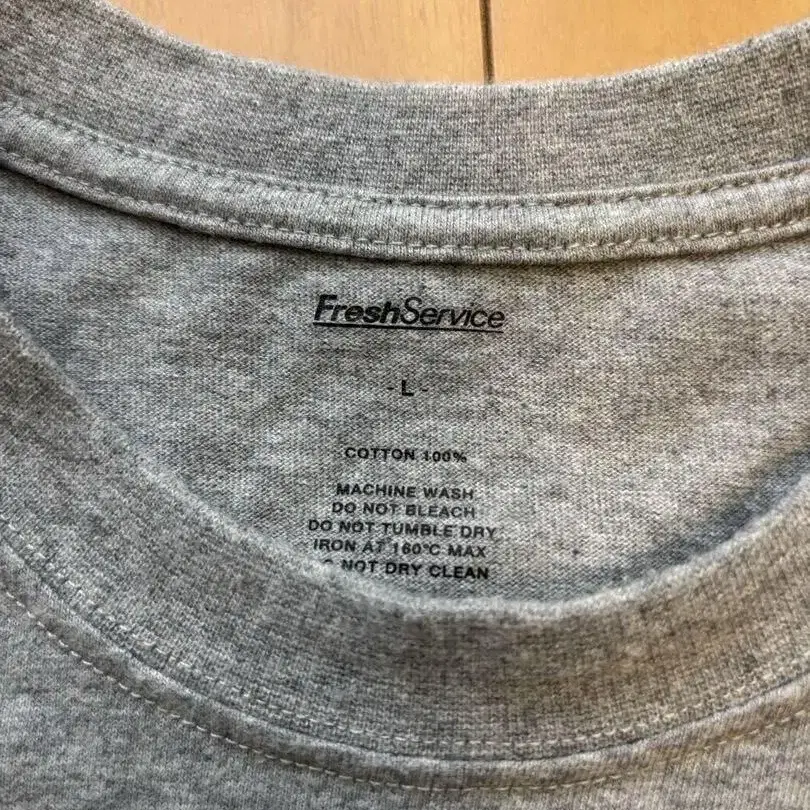 FreshService
- L -
COTTON 100%
MACHINE WASH
DO NOT BLEACH
DO NOT TUMBLE DRY
IRON AT 160°C MAX
NOT DRY CLEAN